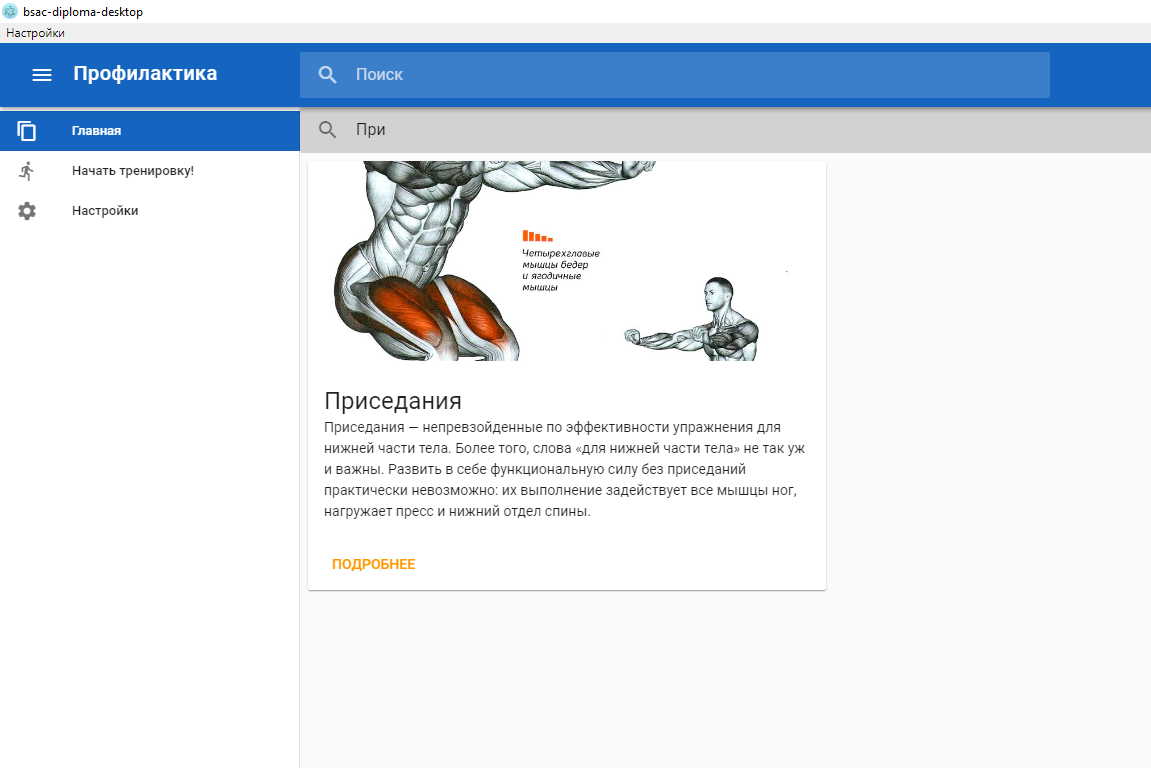 bsac-diploma-desktop
Настройки
Профилактика
Поиск
Главная
При
Начать тренировку!
Настройки
Четырехглавые
мышцы бедер
и ягодичные
мышцы
Приседания
Приседания — непревзойденные по эффективности упражнения для
нижней части тела. Более того, слова «для нижней части тела» не так уж
и важны. Развить в себе функциональную силу без приседаний
практически невозможно: их выполнение задействует все мышцы ног,
нагружает пресс и нижний отдел спины.
ПОДРОБНЕЕ